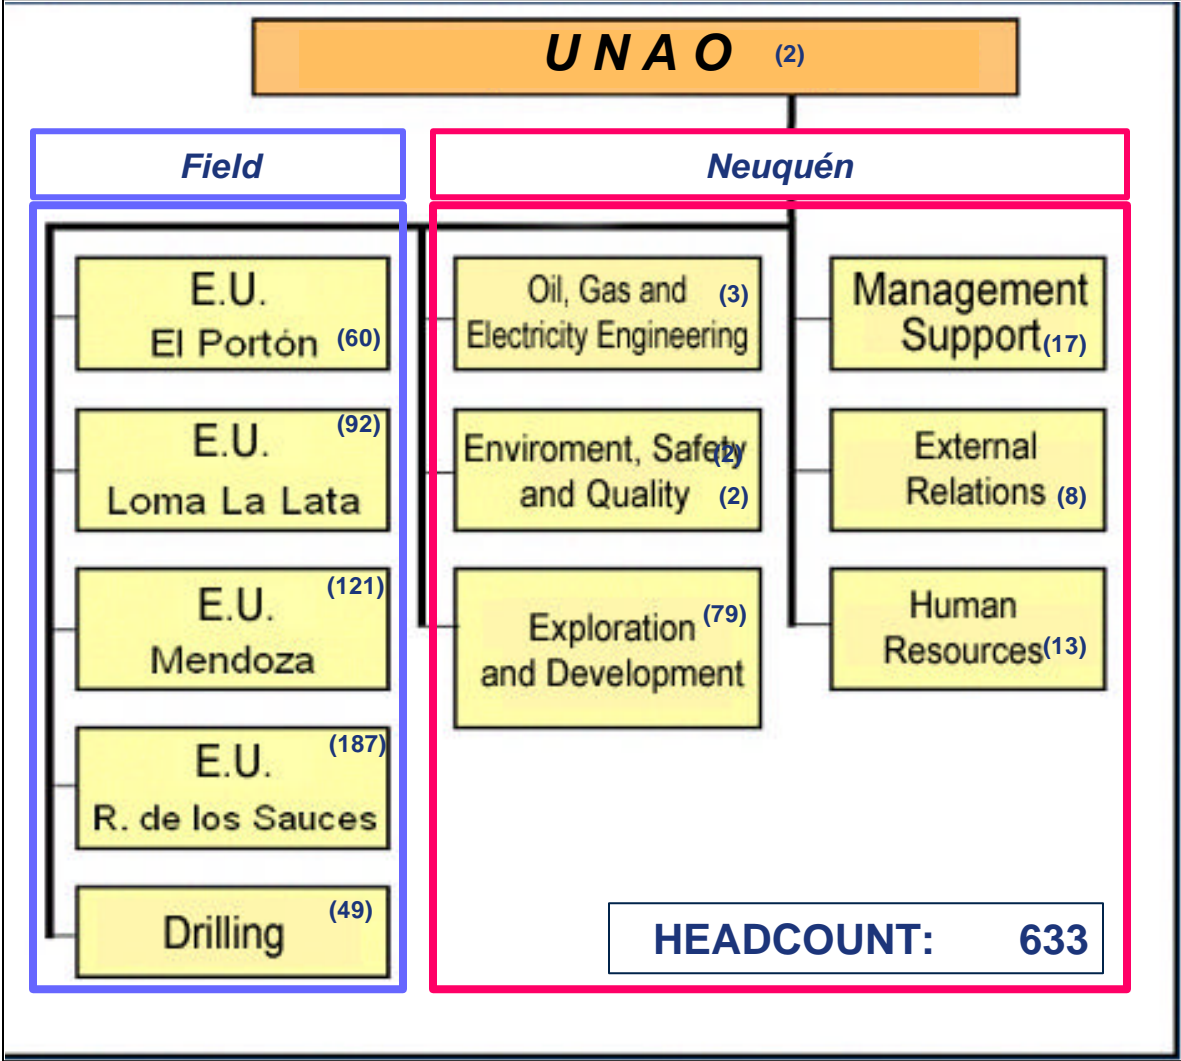 U N A O (2)
Field
Neuquén
E.U.
El Portón (60)
(92)
E.U.
Loma La Lata
(121)
E.U.
Mendoza
(187)
E.U.
R. de los Sauces
(49)
Drilling
Oil, Gas and (3)
Electricity Engineering
Enviroment, Safety (2)
and Quality (2)
Exploration (79)
and Development
Management
Support (17)
External
Relations (8)
Human
Resources (13)
HEADCOUNT: 633